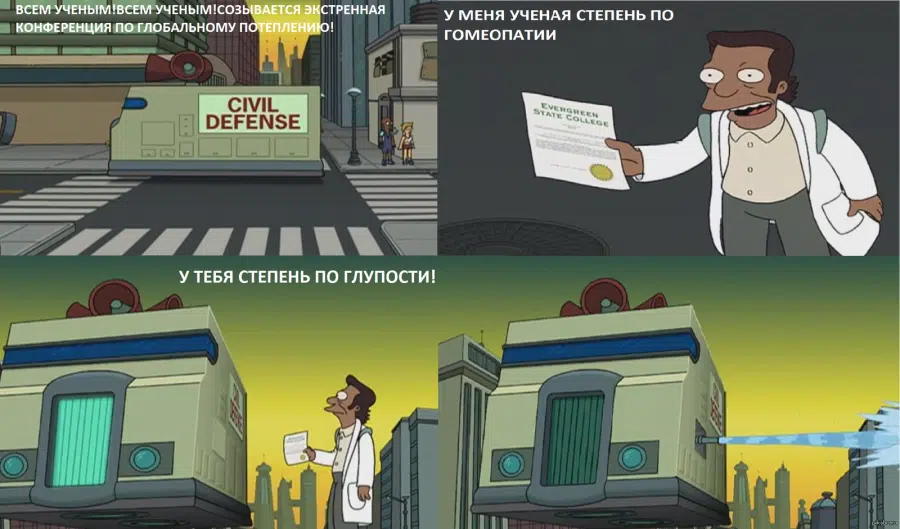 ВСЕМ УЧЕНЫМ!ВСЕМ УЧЕНЫМ!СОЗЫВАЕТСЯ ЭКСТРЕННАЯ
КОНФЕРЕНЦИЯ ПО ГЛОБАЛЬНОМУ ПОТЕПЛЕНИЮ!
CIVIL
DEFENSE
У МЕНЯ УЧЕНАЯ СТЕПЕНЬ ПО
ГОМЕОПАТИИ
EVERGREEN
STATE COLLEGE
У ТЕБЯ СТЕПЕНЬ ПО ГЛУПОСТИ!